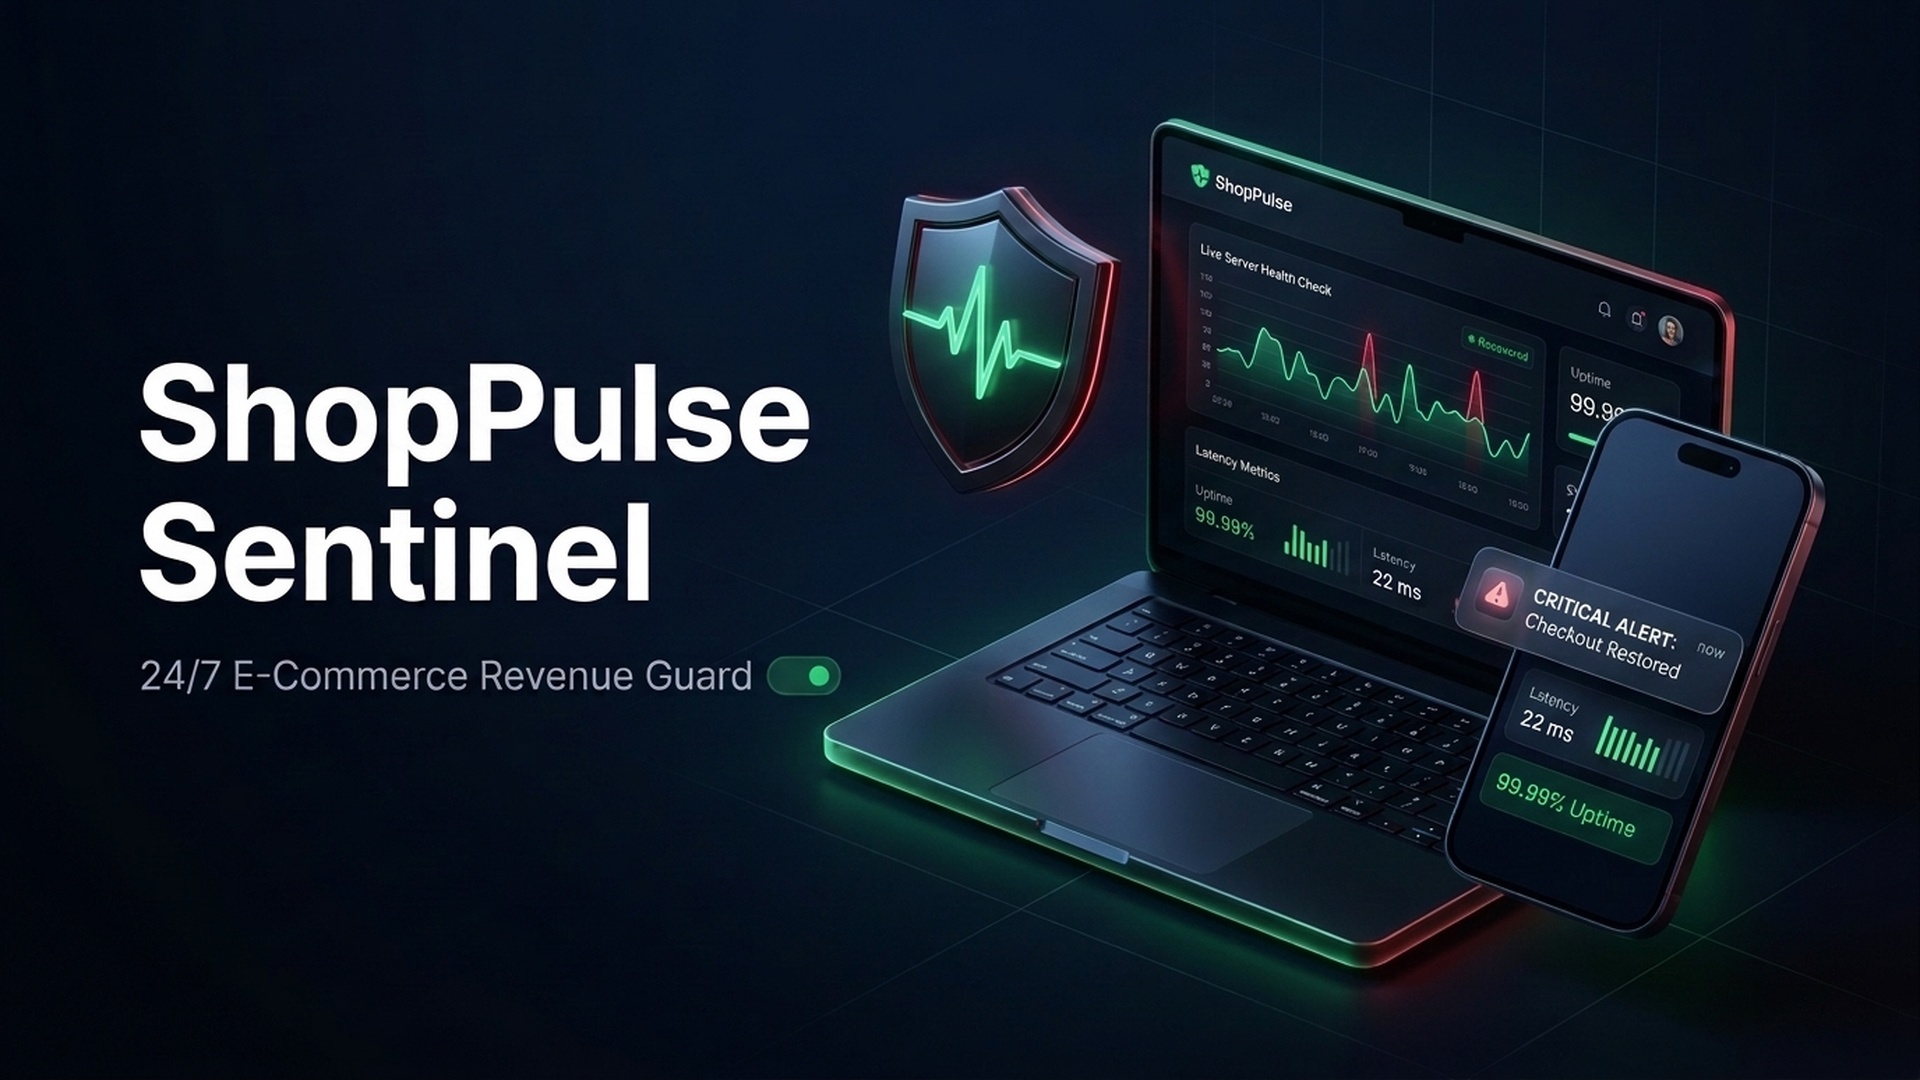 ShopPulse
Sentinel
24/7 E-Commerce Revenue Guard
ShopPulse
Live Server Health Check
Recovered
Uptime
Latency Metrics
Uptime
99.99%
Latency
22 ms
CRITICAL ALERT:
Checkout Restored
now
Latency
22 ms
99.99% Uptime